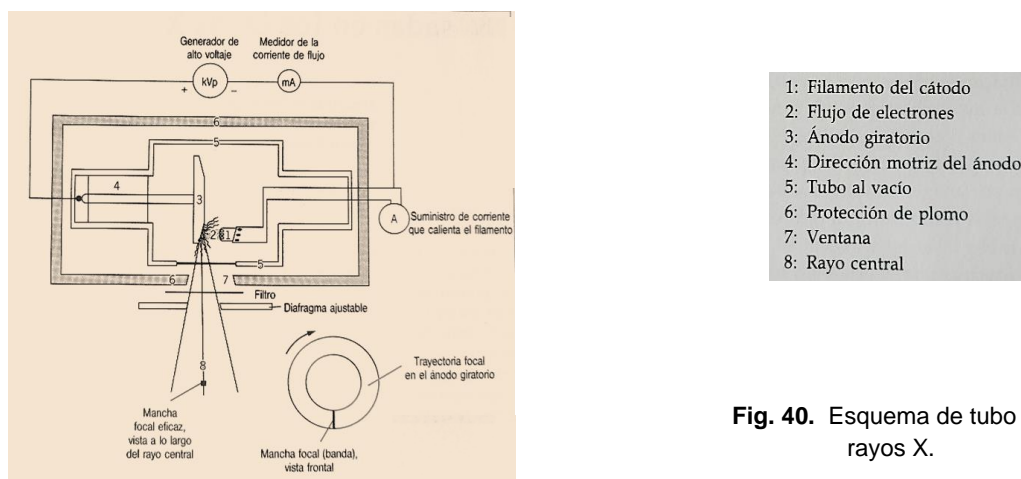 Generador de
alto voltaje
Medidor de la
corriente de flujo
kVp
+
−
mA
6
5
4
3
2
1
A
Suministro de corriente
que calienta el filamento
5
6
7
Filtro
Diafragma ajustable
8
Trayectoria focal
en el ánodo giratorio
Mancha
focal eficaz,
vista a lo largo
del rayo central
Mancha focal (banda),
vista frontal
1: Filamento del cátodo
2: Flujo de electrones
3: Ánodo giratorio
4: Dirección motriz del ánodo
5: Tubo al vacío
6: Protección de plomo
7: Ventana
8: Rayo central
Fig. 40. Esquema de tubo
rayos X.